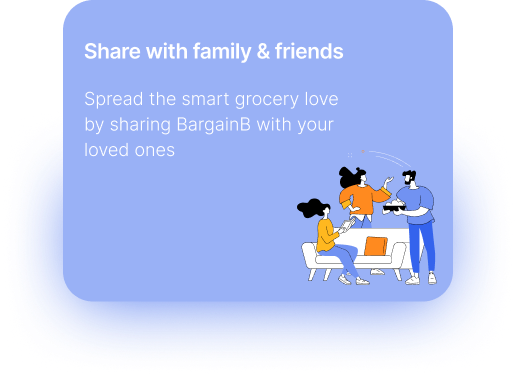 Share with family & friends
Spread the smart grocery love
by sharing BargainB with your
loved ones